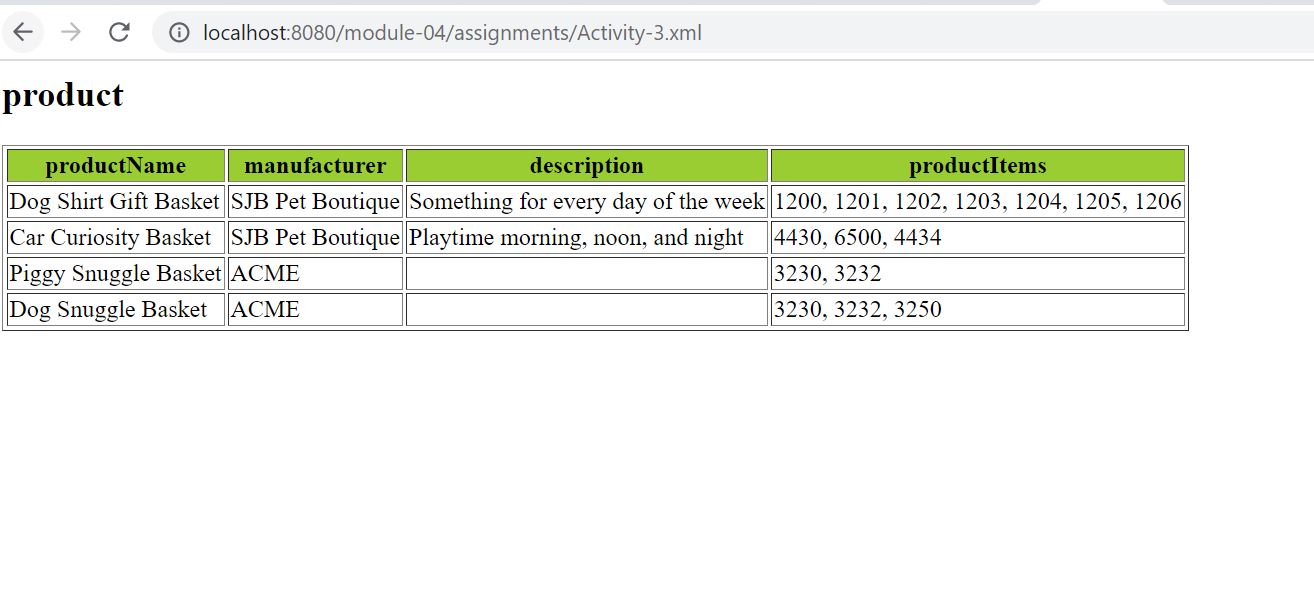 localhost:8080/module-04/assignments/Activity-3.xml
product
productName manufacturer description productItems
Dog Shirt Gift Basket SJB Pet Boutique Something for every day of the week 1200, 1201, 1202, 1203, 1204, 1205, 1206
Car Curiosity Basket SJB Pet Boutique Playtime morning, noon, and night 4430, 6500, 4434
Piggy Snuggle Basket ACME 3230, 3232
Dog Snuggle Basket ACME 3230, 3232, 3250